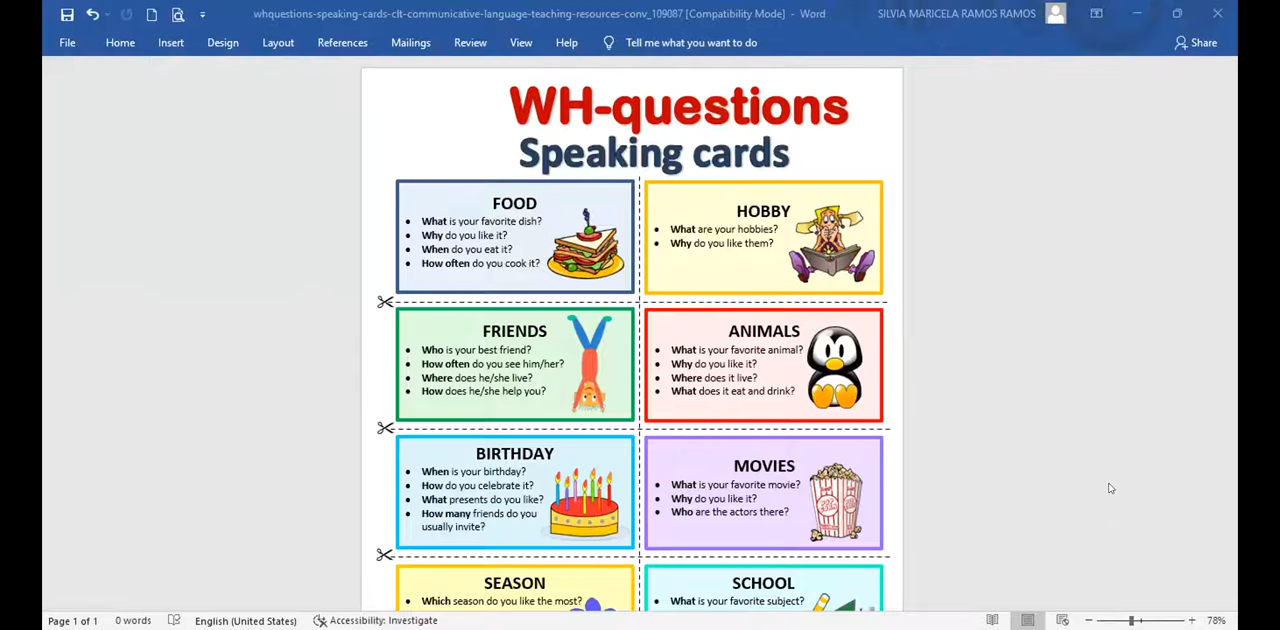 whquestions-speaking-cards-clt-communicative-language-teaching-resources-conv_109087 [Compatibility Mode] - Word
SILVIA MARICELA RAMOS RAMOS
File Home Insert Design Layout References Mailings Review View Help Tell me what you want to do Share
WH-questions
Speaking cards
FOOD
• What is your favorite dish?
• Why do you like it?
• When do you eat it?
• How often do you cook it?
HOBBY
• What are your hobbies?
• Why do you like them?
FRIENDS
• Who is your best friend?
• How often do you see him/her?
• Where does he/she live?
• How does he/she help you?
ANIMALS
• What is your favorite animal?
• Why do you like it?
• Where does it live?
• What does it eat and drink?
BIRTHDAY
• When is your birthday?
• How do you celebrate it?
• What presents do you like?
• How many friends do you
usually invite?
MOVIES
• What is your favorite movie?
• Why do you like it?
• Who are the actors there?
SEASON
• Which season do you like the most?
SCHOOL
• What is your favorite subject?
Page 1 of 1 0 words English (United States) Accessibility: Investigate 78%